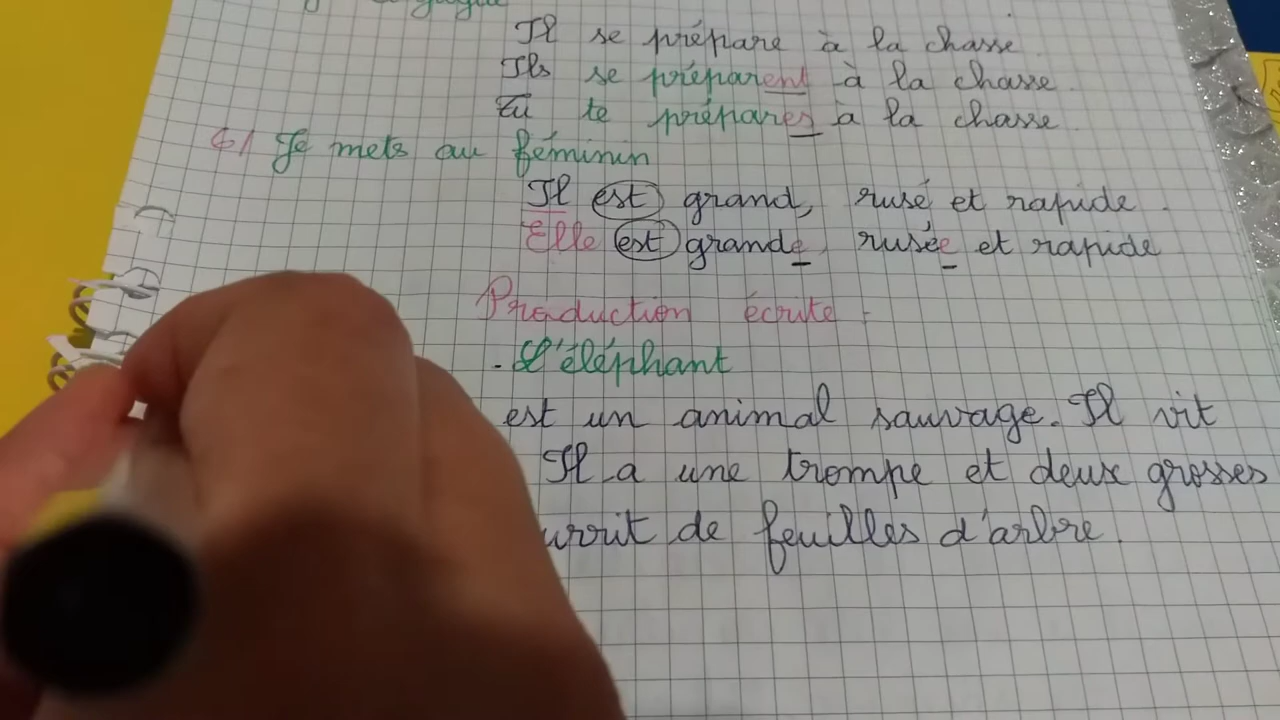 Il se prépare à la chasse
Ils se préparent à la chasse.
Tu te prépares à la chasse.
6/ Je mets au féminin
Il est grand, rusé et rapide.
Elle est grande, rusée et rapide
Production écrite
- L'éléphant
est un animal sauvage. Il vit
Il a une trompe et deux grosses
urrit de feuilles d'arbre.